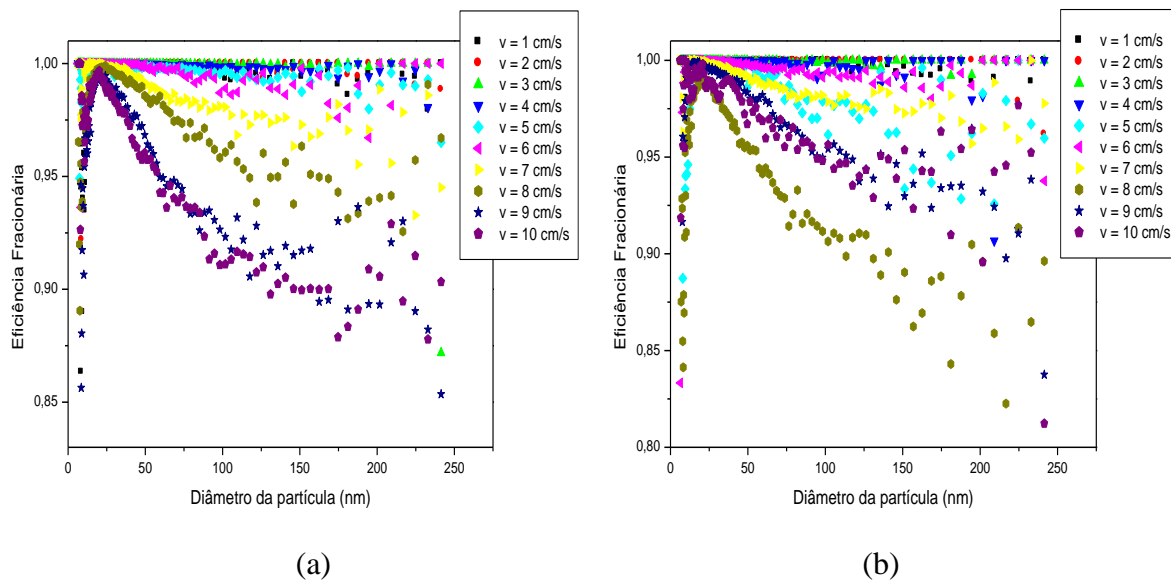 1,00
0,95
0,90
0,85
0 50 100 150 200 250
Eficiência Fracionária
Diâmetro da partícula (nm)
v = 1 cm/s
v = 2 cm/s
v = 3 cm/s
v = 4 cm/s
v = 5 cm/s
v = 6 cm/s
v = 7 cm/s
v = 8 cm/s
v = 9 cm/s
v = 10 cm/s
(a)
1,00
0,95
0,90
0,85
0,80
0 50 100 150 200 250
Eficiência Fracionária
Diâmetro da partícula (nm)
v = 1 cm/s
v = 2 cm/s
v = 3 cm/s
v = 4 cm/s
v = 5 cm/s
v = 6 cm/s
v = 7 cm/s
v = 8 cm/s
v = 9 cm/s
v = 10 cm/s
(b)